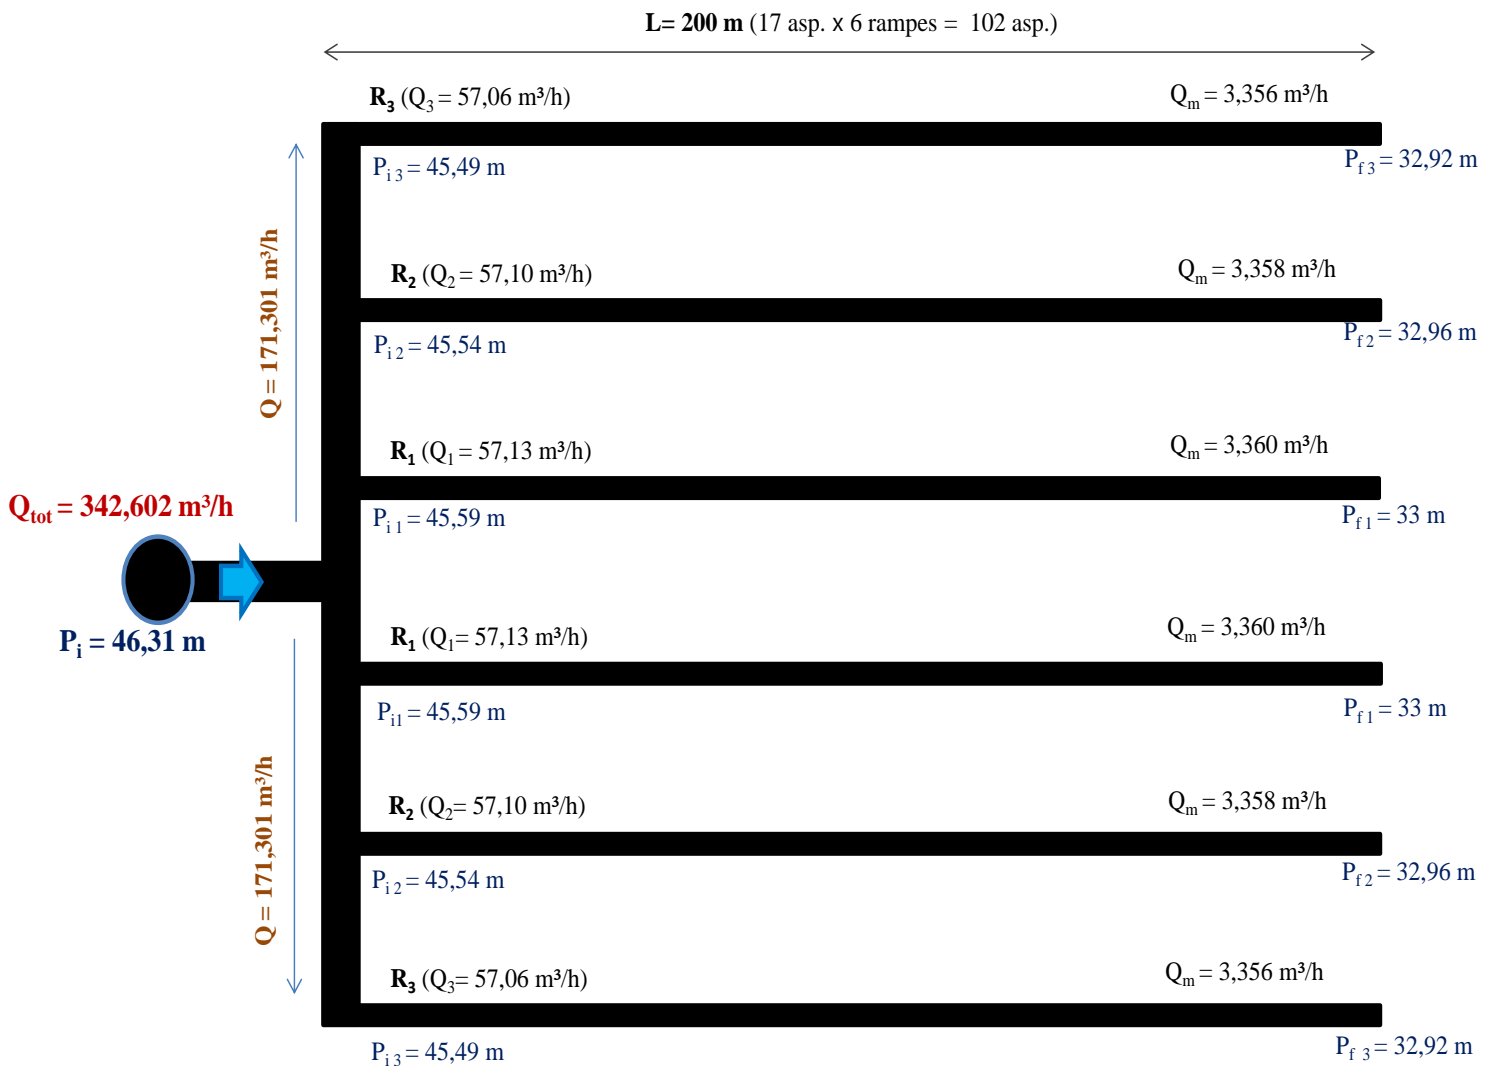 L= 200 m (17 asp. x 6 rampes = 102 asp.)
R3 (Q3 = 57,06 m³/h)
Qm = 3,356 m³/h
Pi 3 = 45,49 m
Pf 3 = 32,92 m
Q = 171,301 m³/h
R2 (Q2 = 57,10 m³/h)
Qm = 3,358 m³/h
Pi 2 = 45,54 m
Pf 2 = 32,96 m
R1 (Q1 = 57,13 m³/h)
Qm = 3,360 m³/h
Qtot = 342,602 m³/h
Pi 1 = 45,59 m
Pf 1 = 33 m
Pi = 46,31 m
R1 (Q1= 57,13 m³/h)
Qm = 3,360 m³/h
Pi1 = 45,59 m
Pf 1 = 33 m
Q = 171,301 m³/h
R2 (Q2= 57,10 m³/h)
Qm = 3,358 m³/h
Pi 2 = 45,54 m
Pf 2 = 32,96 m
R3 (Q3= 57,06 m³/h)
Qm = 3,356 m³/h
Pi 3 = 45,49 m
Pf 3 = 32,92 m